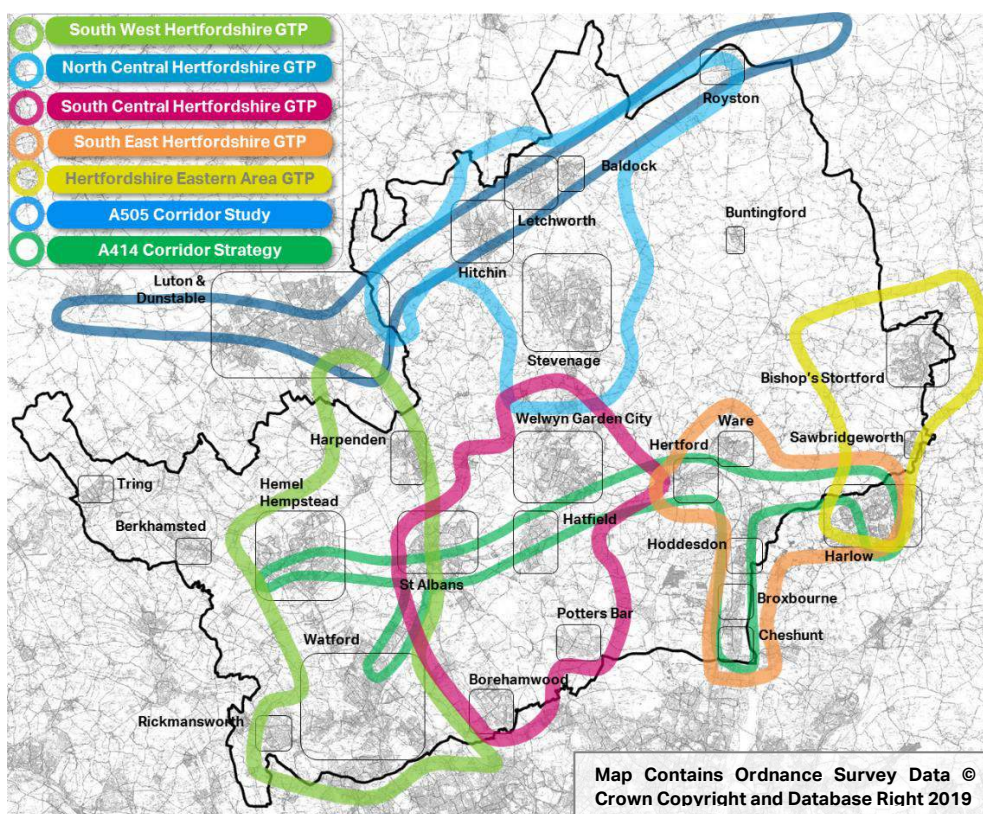 South West Hertfordshire GTP
North Central Hertfordshire GTP
South Central Hertfordshire GTP
South East Hertfordshire GTP
Hertfordshire Eastern Area GTP
A505 Corridor Study
A414 Corridor Strategy
Royston
Baldock
Letchworth
Buntingford
Hitchin
Luton &
Dunstable
Stevenage
Bishop's Stortford
Welwyn Garden City
Ware
Harpenden
Hertford
Sawbridgeworth
Tring
Hemel
Hempstead
Berkhamsted
Hatfield
Hoddesdon
Harlow
St Albans
Broxbourne
Potters Bar
Cheshunt
Watford
Borehamwood
Rickmansworth
Map Contains Ordnance Survey Data ©
Crown Copyright and Database Right 2019